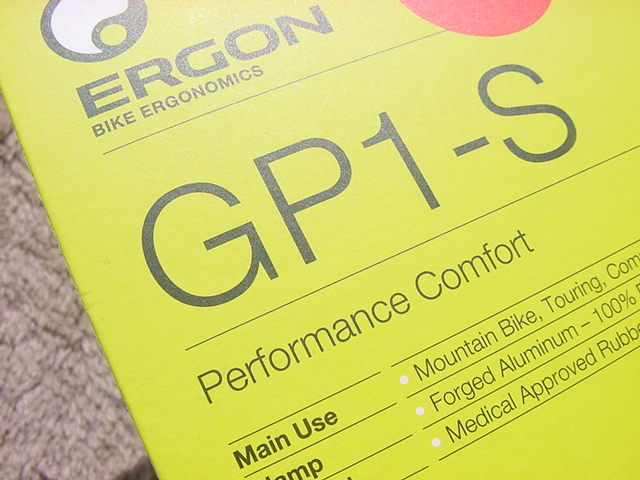 ERGON
BIKE ERGONOMICS
GP1-S
Performance Comfort
Main Use
Mountain Bike, Touring,
Forged Aluminum – 100%
Medical Approved